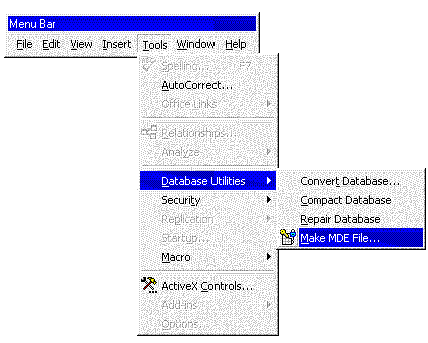 Menu Bar
File Edit View Insert Tools Window Help
Spelling... F7
AutoCorrect...
Office Links
Relationships...
Analyze
Database Utilities
Convert Database...
Security
Compact Database
Replication
Repair Database
Startup...
Make MDE File...
Macro
ActiveX Controls...
Add-ins
Options...